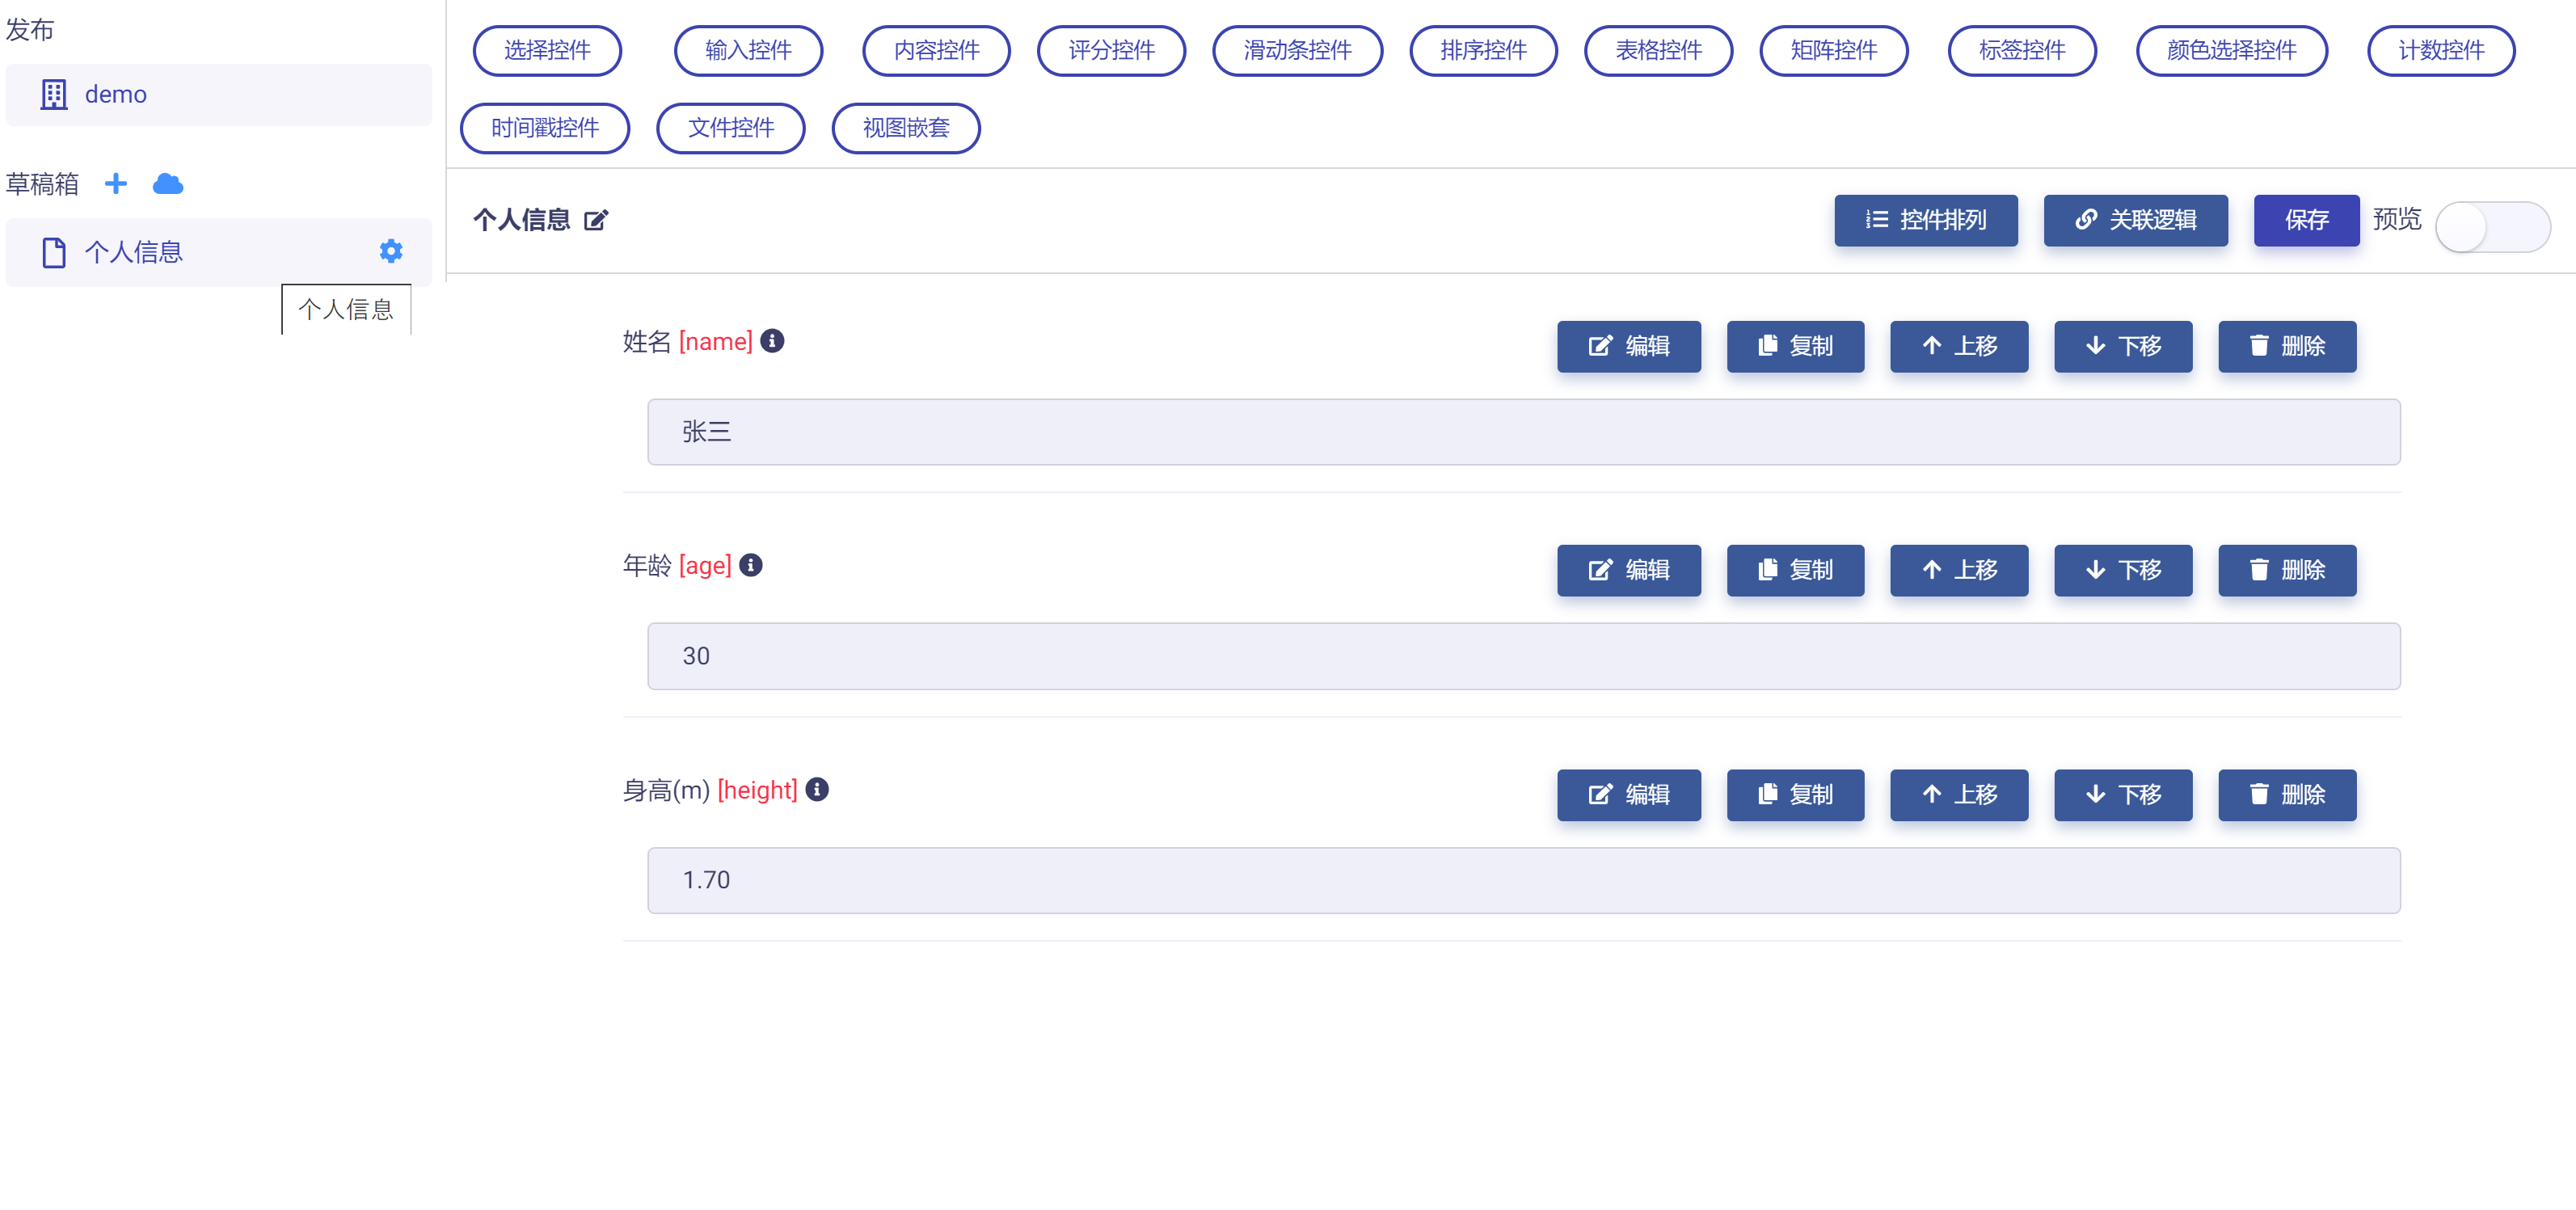 发布
demo
草稿箱
个人信息
个人信息
选择控件 输入控件 内容控件 评分控件 滑动条控件 排序控件 表格控件 矩阵控件 标签控件 颜色选择控件 计数控件
时间戳控件 文件控件 视图嵌套
个人信息 控件排列 关联逻辑 保存 预览
姓名 [name] 编辑 复制 上移 下移 删除
张三
年龄 [age] 编辑 复制 上移 下移 删除
30
身高(m) [height] 编辑 复制 上移 下移 删除
1.70